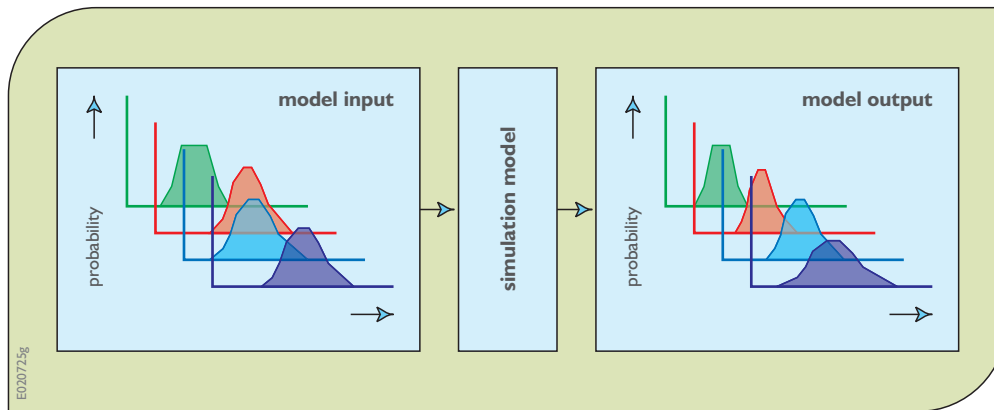 model input
probability
simulation model
model output
probability
E020725g